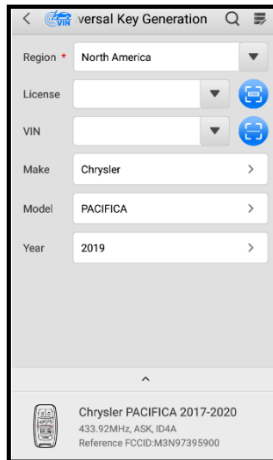 VIN versal Key Generation
Region * North America
License
VIN
Make Chrysler
Model PACIFICA
Year 2019
Chrysler PACIFICA 2017-2020
433.92MHz, ASK, ID4A
Reference FCCID:M3N97395900